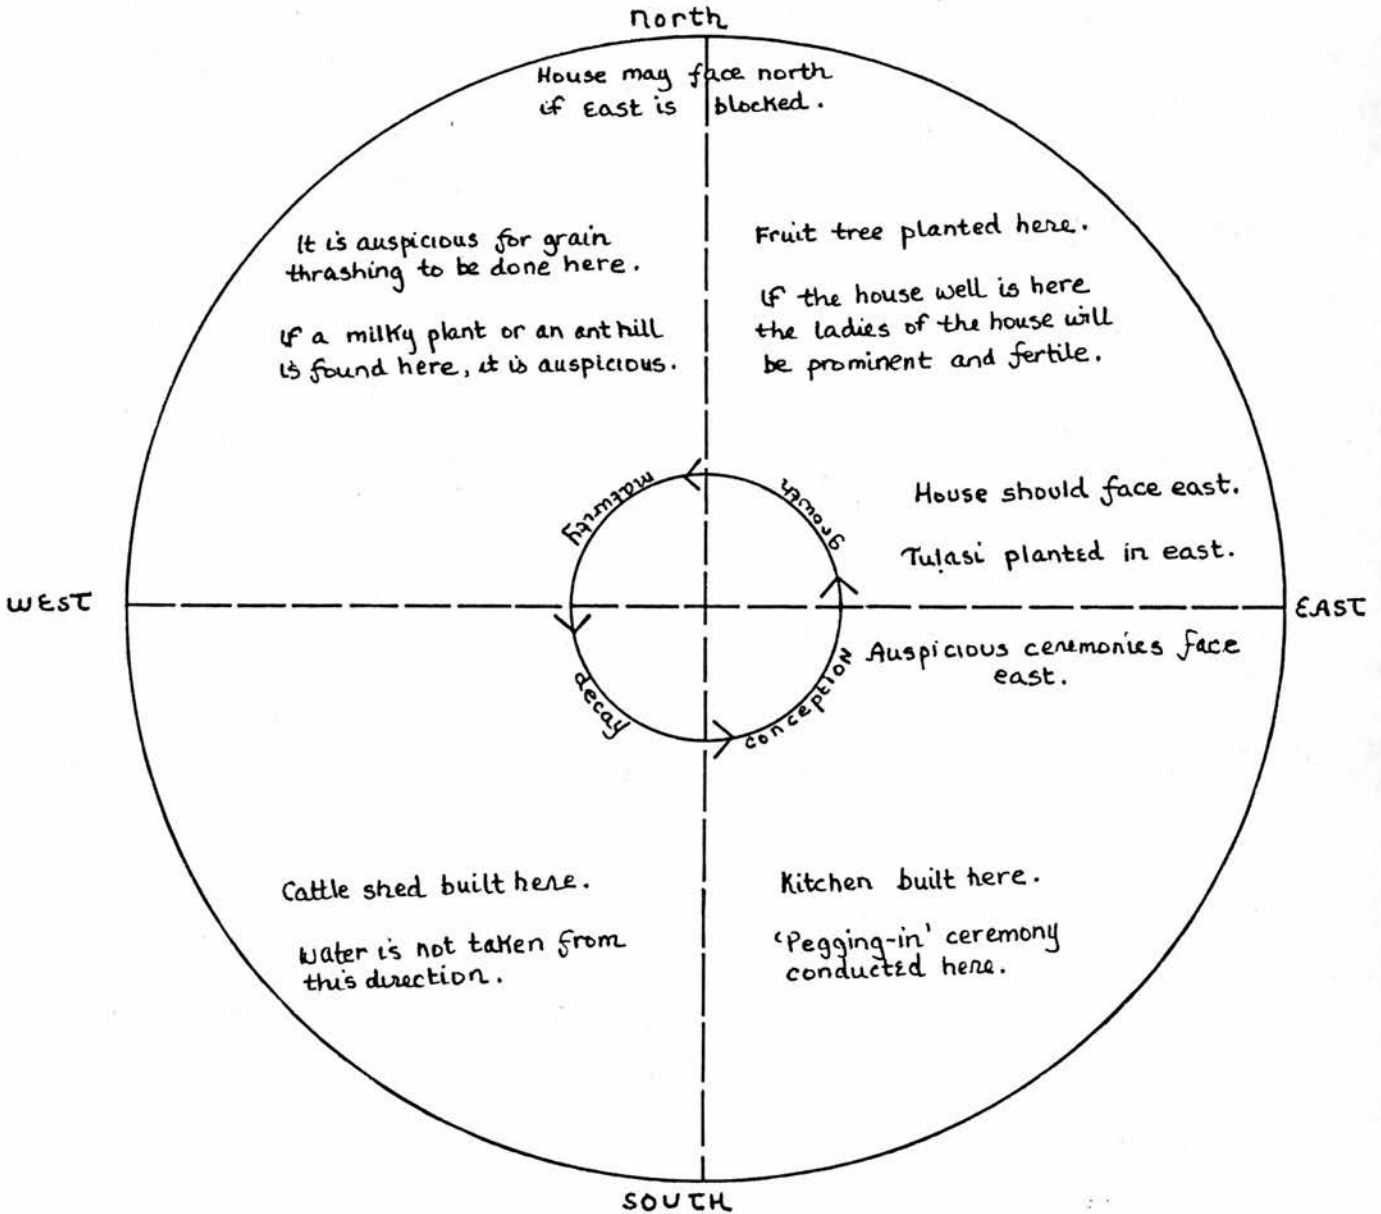 North
House may face north
if East is blocked.
It is auspicious for grain
thrashing to be done here.
If a milky plant or an ant hill
is found here, it is auspicious.
Fruit tree planted here.
If the house well is here
the ladies of the house will
be prominent and fertile.
maturity
growth
House should face east.
Tulasi planted in east.
WEST
EAST
Auspicious ceremonies face
east.
decay
conception
Cattle shed built here.
Water is not taken from
this direction.
Kitchen built here.
'Pegging-in' ceremony
conducted here.
SOUTH